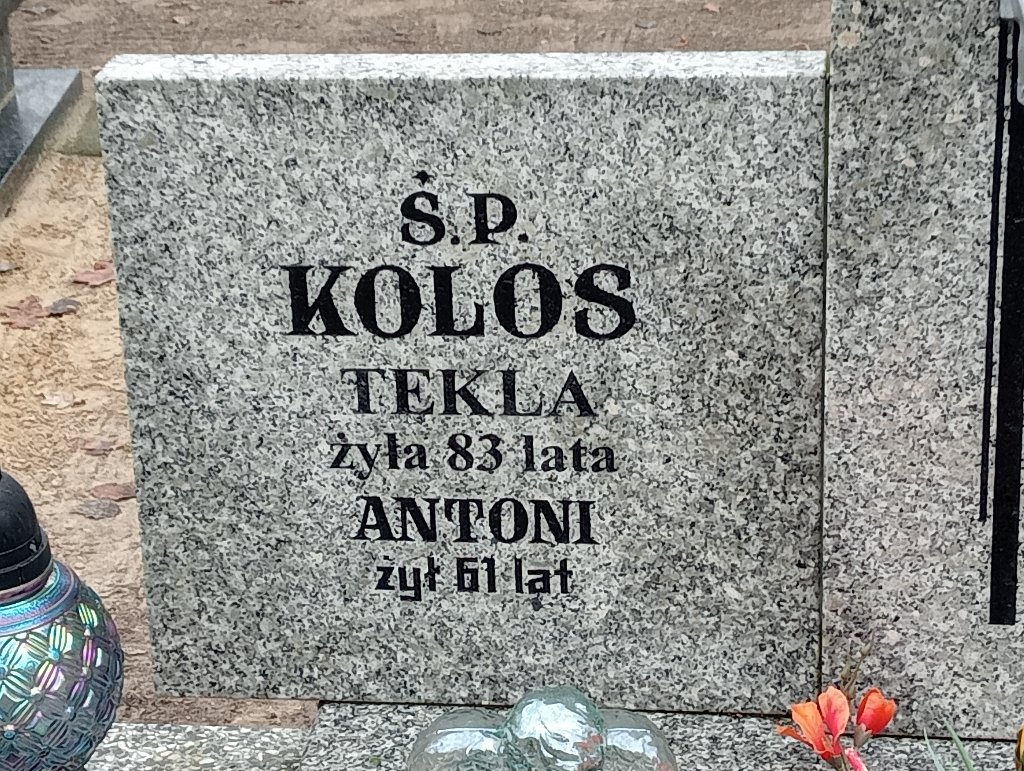 Ś.P.
KOLOS
TEKLA
żyła 83 lata
ANTONI
żył 61 lat